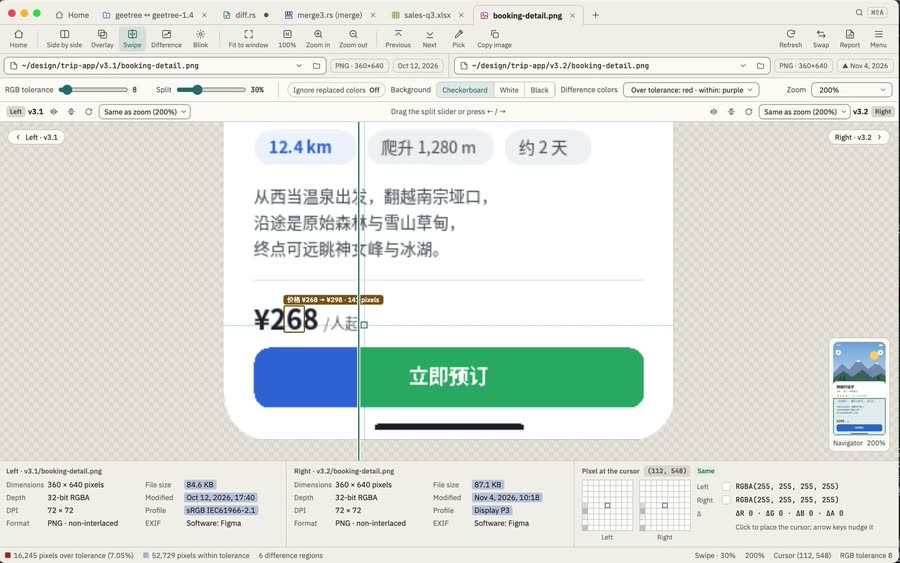 geetree ↔ geetree-1.4
diff.rs
merge3.rs (merge)
sales-q3.xlsx
booking-detail.png
⌘⇧A
Home
Side by side
Overlay
Swipe
Difference
Blink
Fit to window
100%
Zoom in
Zoom out
Previous
Next
Pick
Copy image
Refresh
Swap
Report
Menu
~/design/trip-app/v3.1/booking-detail.png
PNG · 360×640
Oct 12, 2026
~/design/trip-app/v3.2/booking-detail.png
PNG · 360×640
▲ Nov 4, 2026
RGB tolerance 8
Split 30%
Ignore replaced colors Off
Background Checkerboard White Black
Difference colors Over tolerance: red · within: purple
Zoom 200%
Left v3.1
Same as zoom (200%)
Drag the split slider or press ← / →
Same as zoom (200%)
v3.2 Right
Left · v3.1
Right · v3.2
12.4 km 爬升 1,280 m 约 2 天
从西当温泉出发，翻越南宗垭口，
沿途是原始森林与雪山草甸，
终点可远眺神女峰与冰湖。
价格 ¥268 → ¥298 · 141 pixels
¥268 /人起
立即预订
Navigator 200%
Left · v3.1/booking-detail.png
Dimensions 360 × 640 pixels
Depth 32-bit RGBA
DPI 72 × 72
Format PNG · non-interlaced
File size 84.6 KB
Modified Oct 12, 2026, 17:40
Profile sRGB IEC61966-2.1
EXIF Software: Figma
Right · v3.2/booking-detail.png
Dimensions 360 × 640 pixels
Depth 32-bit RGBA
DPI 72 × 72
Format PNG · non-interlaced
File size 87.1 KB
Modified Nov 4, 2026, 10:18
Profile Display P3
EXIF Software: Figma
Pixel at the cursor (112, 548) Same
Left
Right
Left RGBA(255, 255, 255, 255)
Right RGBA(255, 255, 255, 255)
Δ ΔR 0 · ΔG 0 · ΔB 0 · ΔA 0
Click to place the cursor; arrow keys nudge it
16,245 pixels over tolerance (7.05%)
52,729 pixels within tolerance
6 difference regions
Swipe · 30%
200%
Cursor (112, 548)
RGB tolerance 8